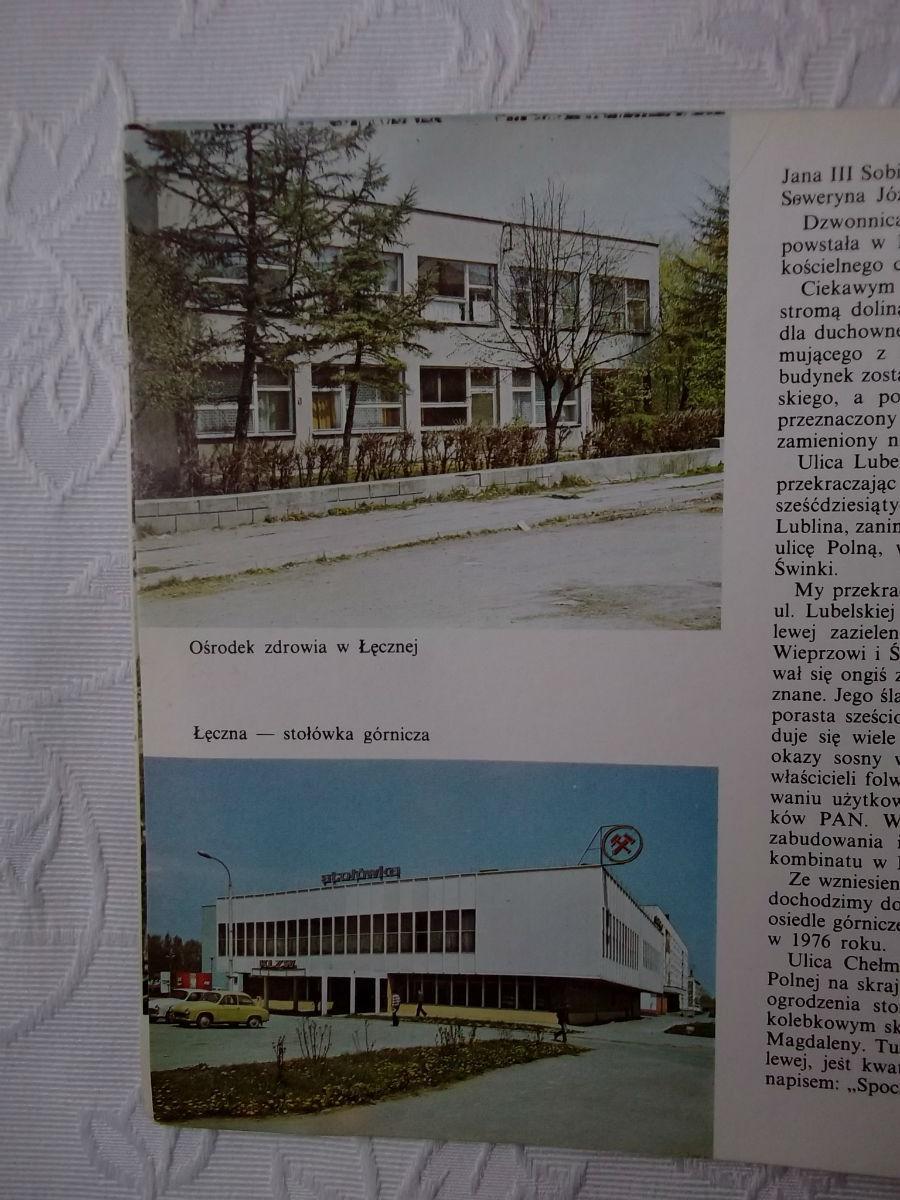 Ośrodek zdrowia w Łęcznej
Łęczna — stołówka górnicza
stołówka
Jana III Sobi
Seweryna Józ
Dzwonnica
powstała w
kościelnego
Ciekawym
stromą dolina
dla duchowne
mującego z
budynek zosta
skiego, a po
przeznaczony
zamieniony n
Ulica Lube
przekraczając
sześćdziesiąty
Lublina, zanim
ulicę Polną,
Świnki.
My przekra
ul. Lubelskiej
lewej zazielen
Wieprzowi i Ś
wał się ongiś z
znane. Jego śla
porasta sześcio
duje się wiele
okazy sosny w
właścicieli folw
waniu użytkow
ków PAN. W
zabudowania i
kombinatu w
Ze wzniesien
dochodzimy do
osiedle górnicze
w 1976 roku.
Ulica Chełm
Polnej na skraj
ogrodzenia sto
kolebkowym sk
Magdaleny. Tu
lewej, jest kwat
napisem: „Spoc